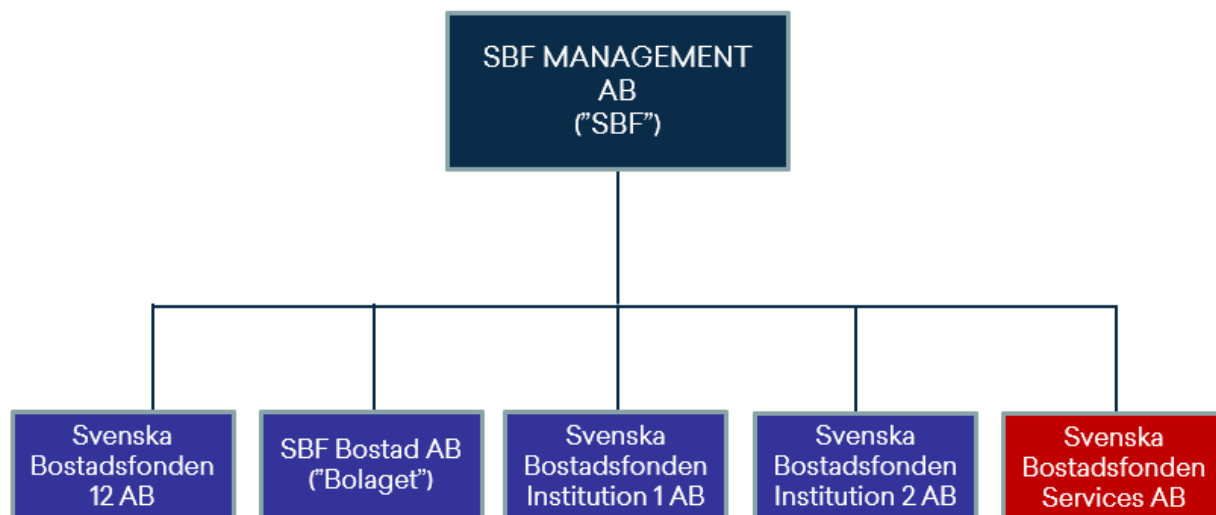 SBF MANAGEMENT
AB
(”SBF”)
Svenska
Bostadsfonden
12 AB
SBF Bostad AB
(”Bolaget”)
Svenska
Bostadsfonden
Institution 1 AB
Svenska
Bostadsfonden
Institution 2 AB
Svenska
Bostadsfonden
Services AB